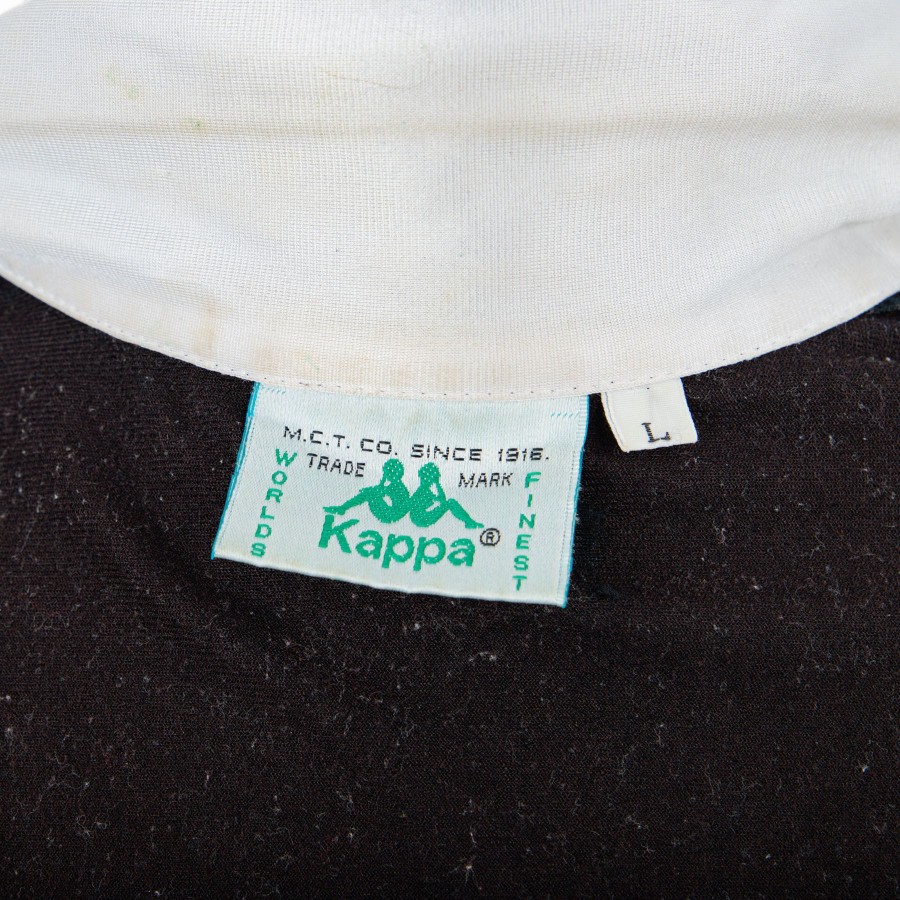 M.C.T. CO. SINCE 1916.
TRADE MARK
WORLDS
FINEST
Kappa®
L